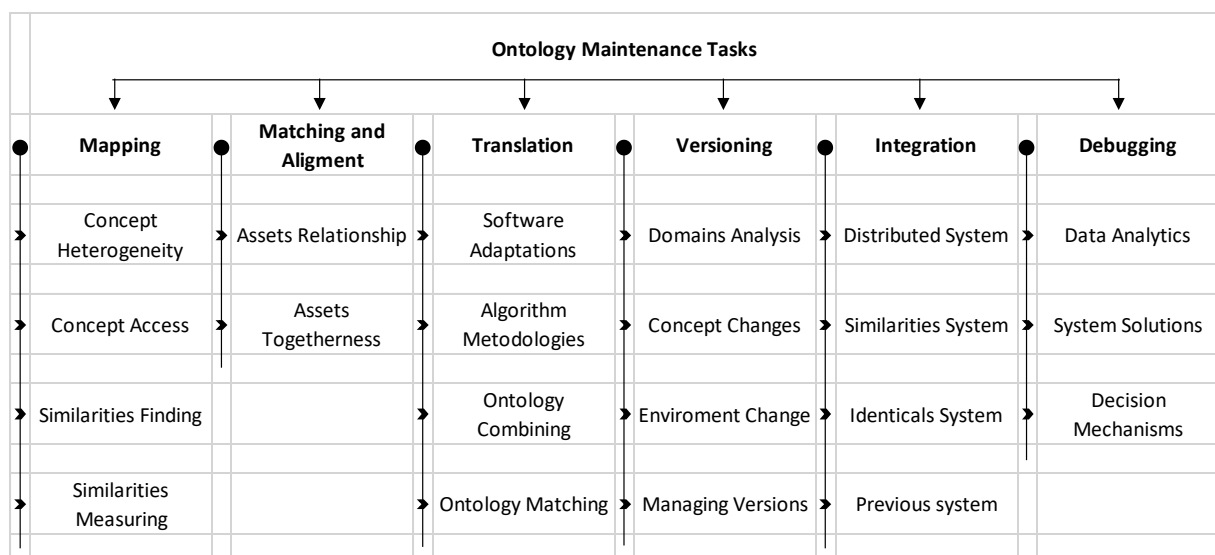 Ontology Maintenance Tasks
Mapping
Matching and
Aligment
Translation
Versioning
Integration
Debugging
Concept
Heterogeneity
Assets Relationship
Software
Adaptations
Domains Analysis
Distributed System
Data Analytics
Concept Access
Assets
Togetherness
Algorithm
Metodologies
Concept Changes
Similarities System
System Solutions
Similarities Finding
Ontology
Combining
Enviroment Change
Identicals System
Decision
Mechanisms
Similarities
Measuring
Ontology Matching
Managing Versions
Previous system